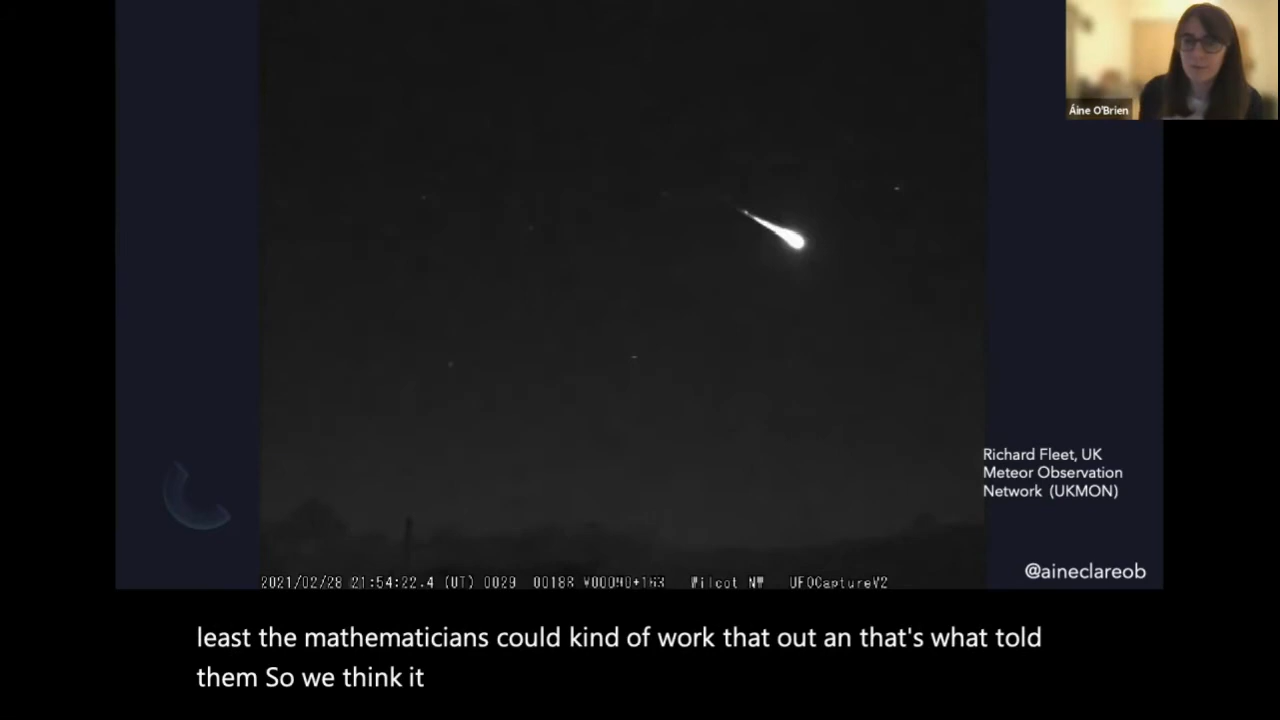 Áine O'Brien
Richard Fleet, UK
Meteor Observation
Network (UKMON)
@aineclareob
2021/02/28 21:54:22.4 (UT) 0029 00188 V00090+163 Wilcot NW UFOCaptureV2
least the mathematicians could kind of work that out an that's what told
them So we think it